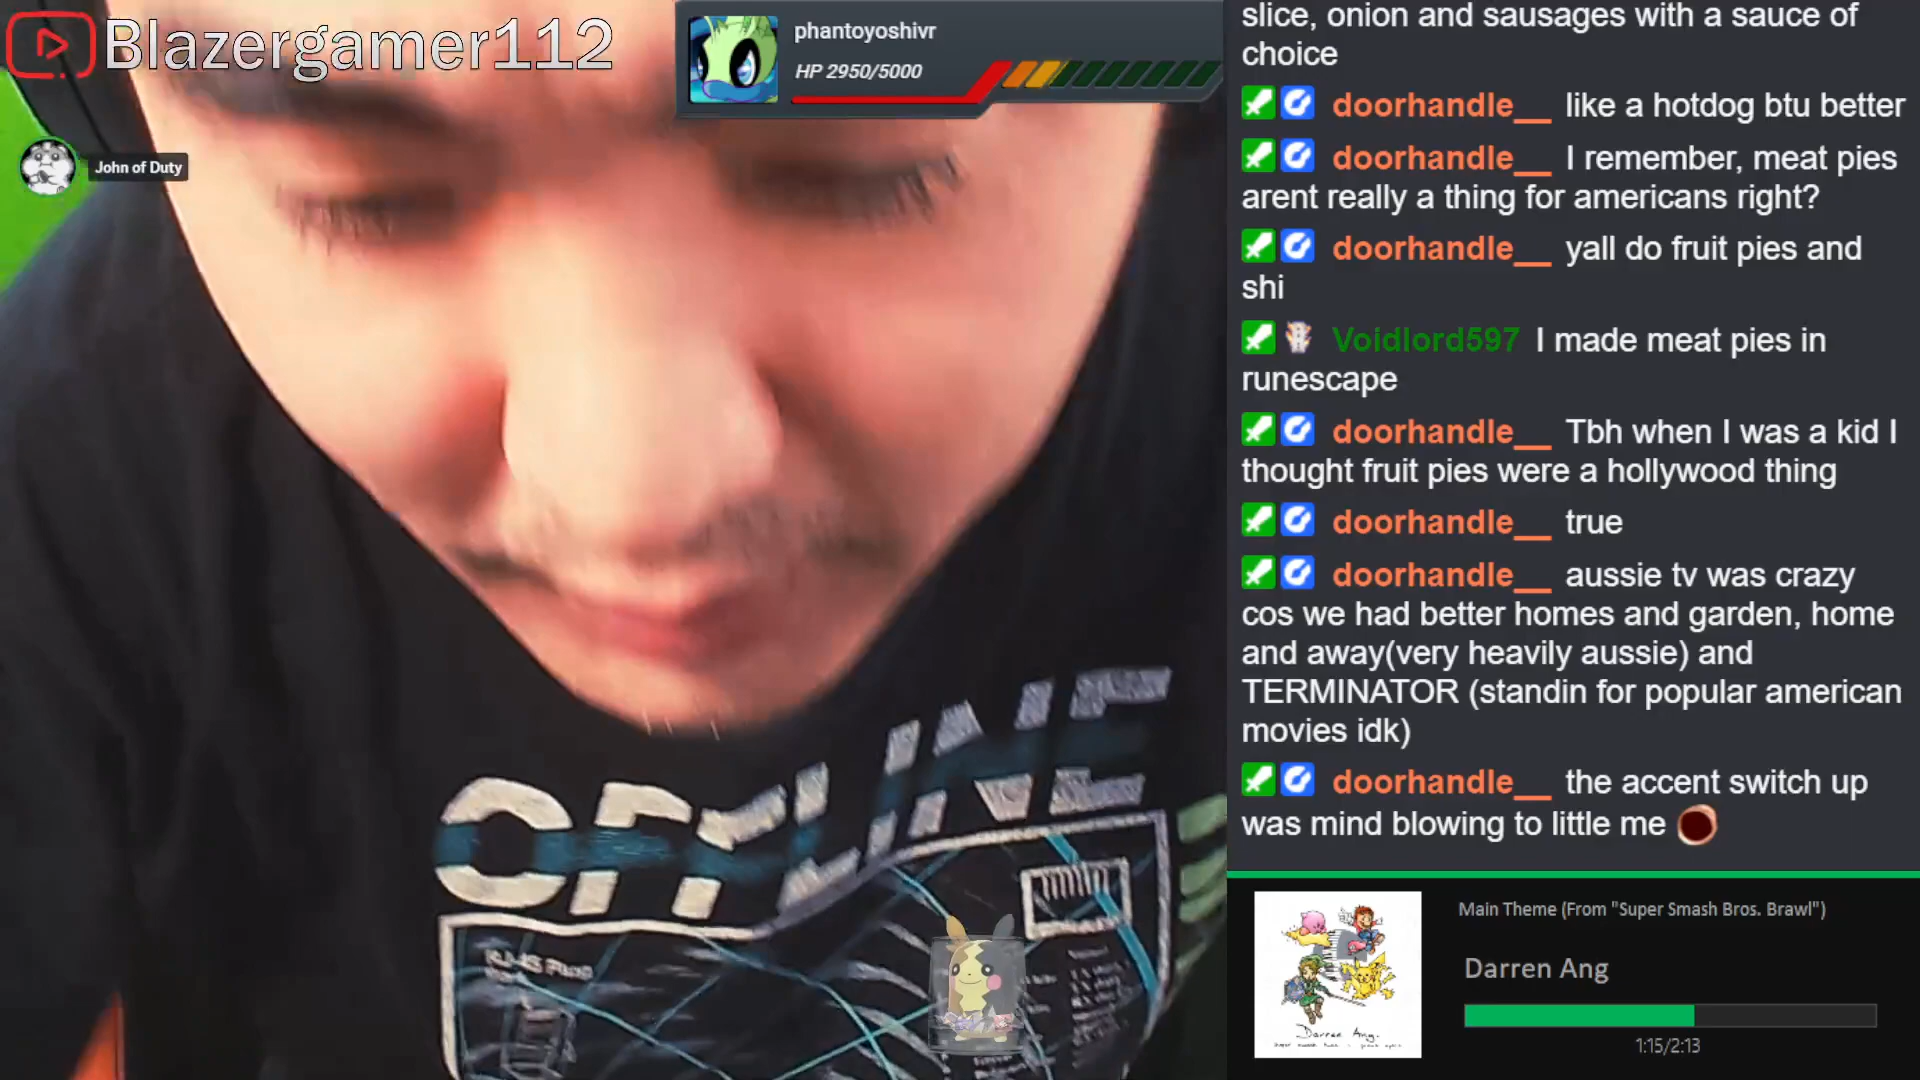 Blazergamer112
phantoyoshivr
HP 2950/5000
John of Duty
OFFLINE
slice, onion and sausages with a sauce of
choice
doorhandle__ like a hotdog btu better
doorhandle__ I remember, meat pies
arent really a thing for americans right?
doorhandle__ yall do fruit pies and
shi
Voidlord597 I made meat pies in
runescape
doorhandle__ Tbh when I was a kid I
thought fruit pies were a hollywood thing
doorhandle__ true
doorhandle__ aussie tv was crazy
cos we had better homes and garden, home
and away(very heavily aussie) and
TERMINATOR (standin for popular american
movies idk)
doorhandle__ the accent switch up
was mind blowing to little me
Main Theme (From "Super Smash Bros. Brawl")
Darren Ang
Darren Ang.
1:15/2:13